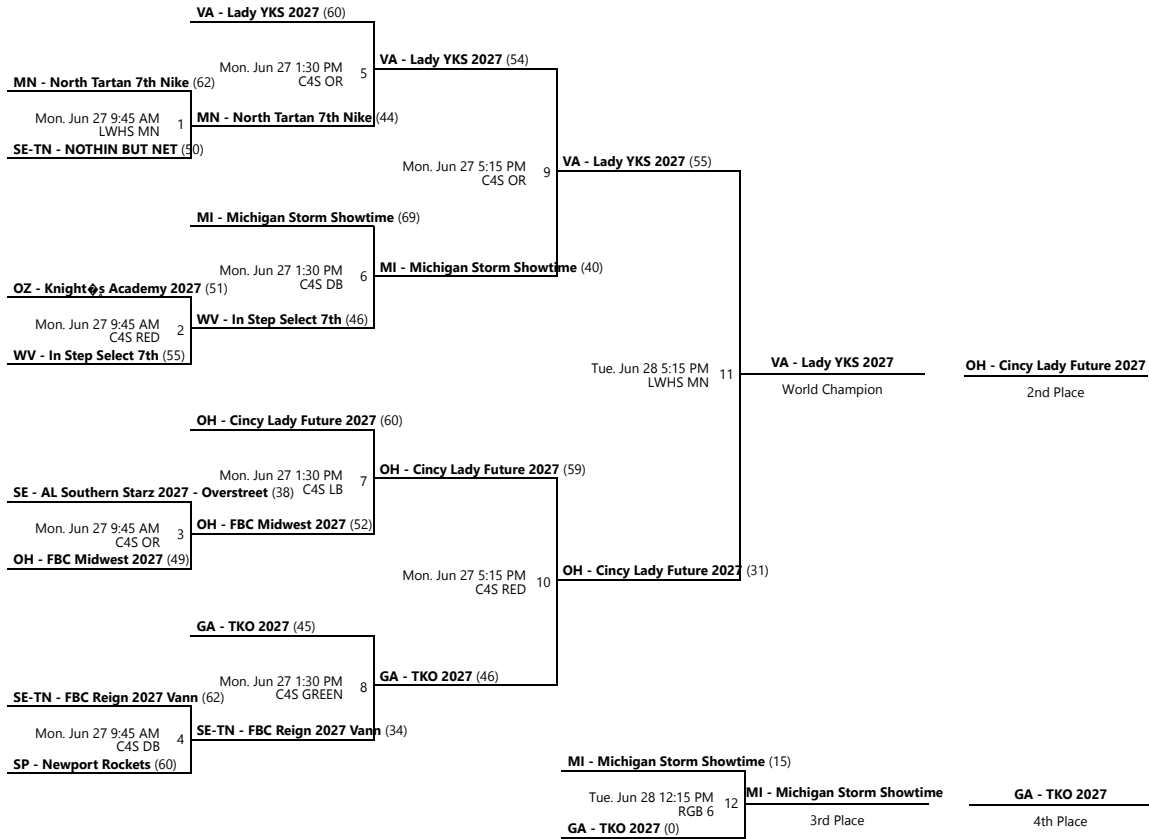 VA - Lady YKS 2027 (60)
Mon. Jun 27 1:30 PM
C4S OR
5
VA - Lady YKS 2027 (54)
MN - North Tartan 7th Nike (62)
Mon. Jun 27 9:45 AM
LWHS MN
1
MN - North Tartan 7th Nike (44)
SE-TN - NOTHIN BUT NET (50)
Mon. Jun 27 5:15 PM
C4S OR
9
VA - Lady YKS 2027 (55)
MI - Michigan Storm Showtime (69)
Mon. Jun 27 1:30 PM
C4S DB
6
MI - Michigan Storm Showtime (40)
OZ - Knight�s Academy 2027 (51)
Mon. Jun 27 9:45 AM
C4S RED
2
WV - In Step Select 7th (46)
WV - In Step Select 7th (55)
Tue. Jun 28 5:15 PM
LWHS MN
11
VA - Lady YKS 2027
World Champion
OH - Cincy Lady Future 2027
2nd Place
OH - Cincy Lady Future 2027 (60)
Mon. Jun 27 1:30 PM
C4S LB
7
OH - Cincy Lady Future 2027 (59)
SE - AL Southern Starz 2027 - Overstreet (38)
Mon. Jun 27 9:45 AM
C4S OR
3
OH - FBC Midwest 2027 (52)
OH - FBC Midwest 2027 (49)
Mon. Jun 27 5:15 PM
C4S RED
10
OH - Cincy Lady Future 2027 (31)
GA - TKO 2027 (45)
Mon. Jun 27 1:30 PM
C4S GREEN
8
GA - TKO 2027 (46)
SE-TN - FBC Reign 2027 Vann (62)
Mon. Jun 27 9:45 AM
C4S DB
4
SE-TN - FBC Reign 2027 Vann (34)
SP - Newport Rockets (60)
MI - Michigan Storm Showtime (15)
Tue. Jun 28 12:15 PM
RGB 6
12
MI - Michigan Storm Showtime
3rd Place
GA - TKO 2027
4th Place
GA - TKO 2027 (0)